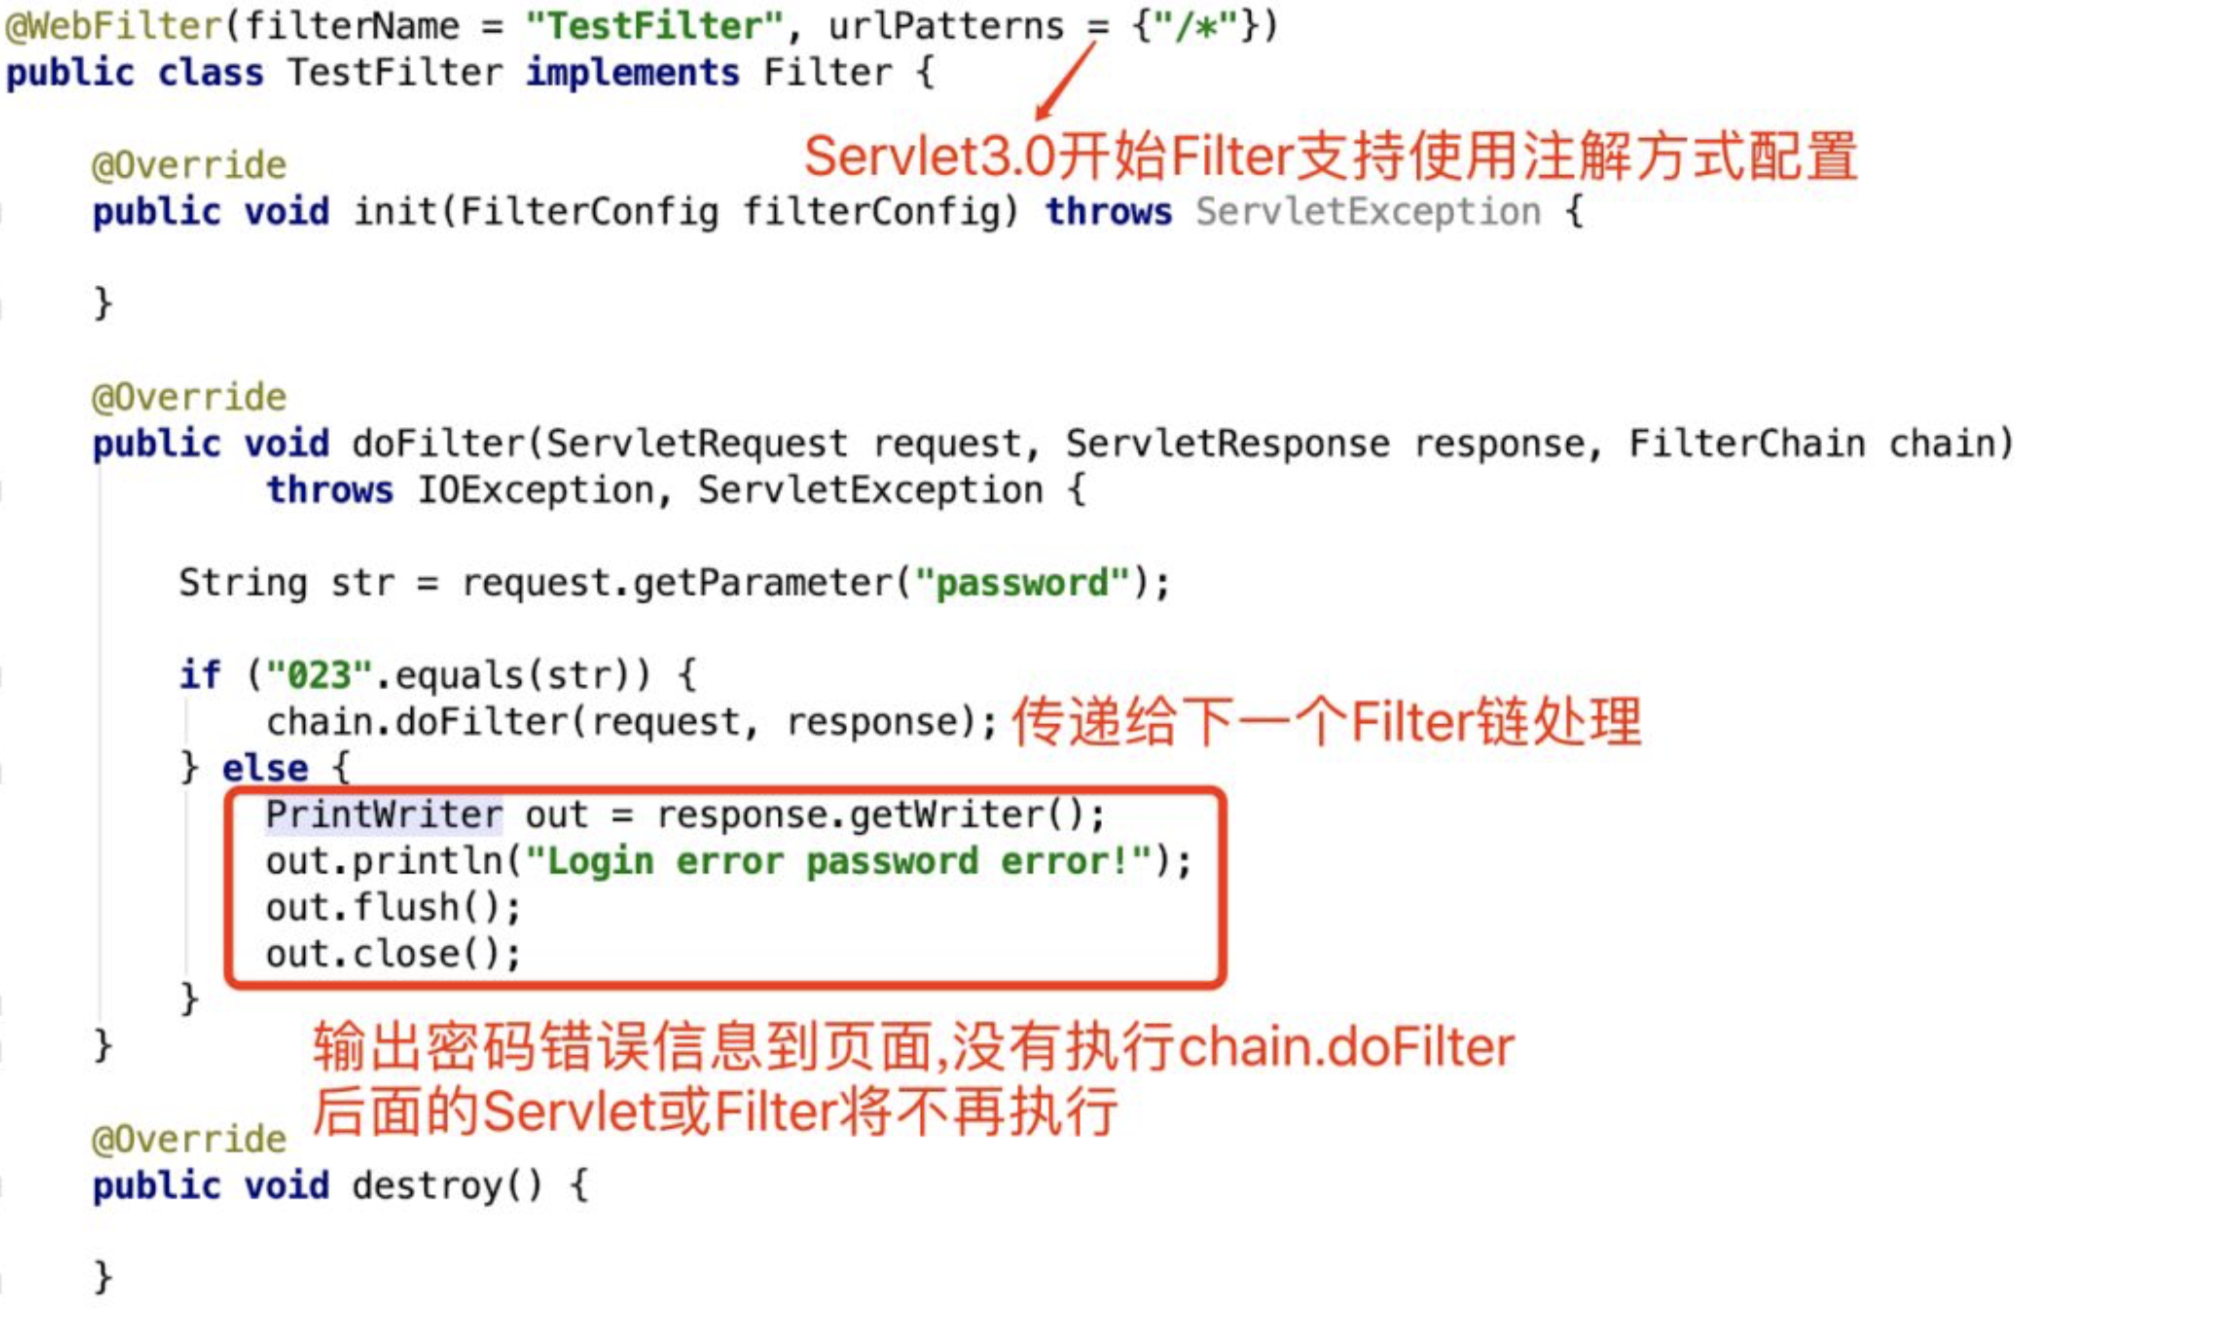 @WebFilter(filterName = "TestFilter", urlPatterns = {"/*"})
public class TestFilter implements Filter {
Servlet3.0开始Filter支持使用注解方式配置
@Override
public void init(FilterConfig filterConfig) throws ServletException {
}
@Override
public void doFilter(ServletRequest request, ServletResponse response, FilterChain chain)
throws IOException, ServletException {
String str = request.getParameter("password");
if ("023".equals(str)) {
chain.doFilter(request, response); 传递给下一个Filter链处理
} else {
PrintWriter out = response.getWriter();
out.println("Login error password error!");
out.flush();
out.close();
}
}
输出密码错误信息到页面,没有执行chain.doFilter
后面的Servlet或Filter将不再执行
@Override
public void destroy() {
}